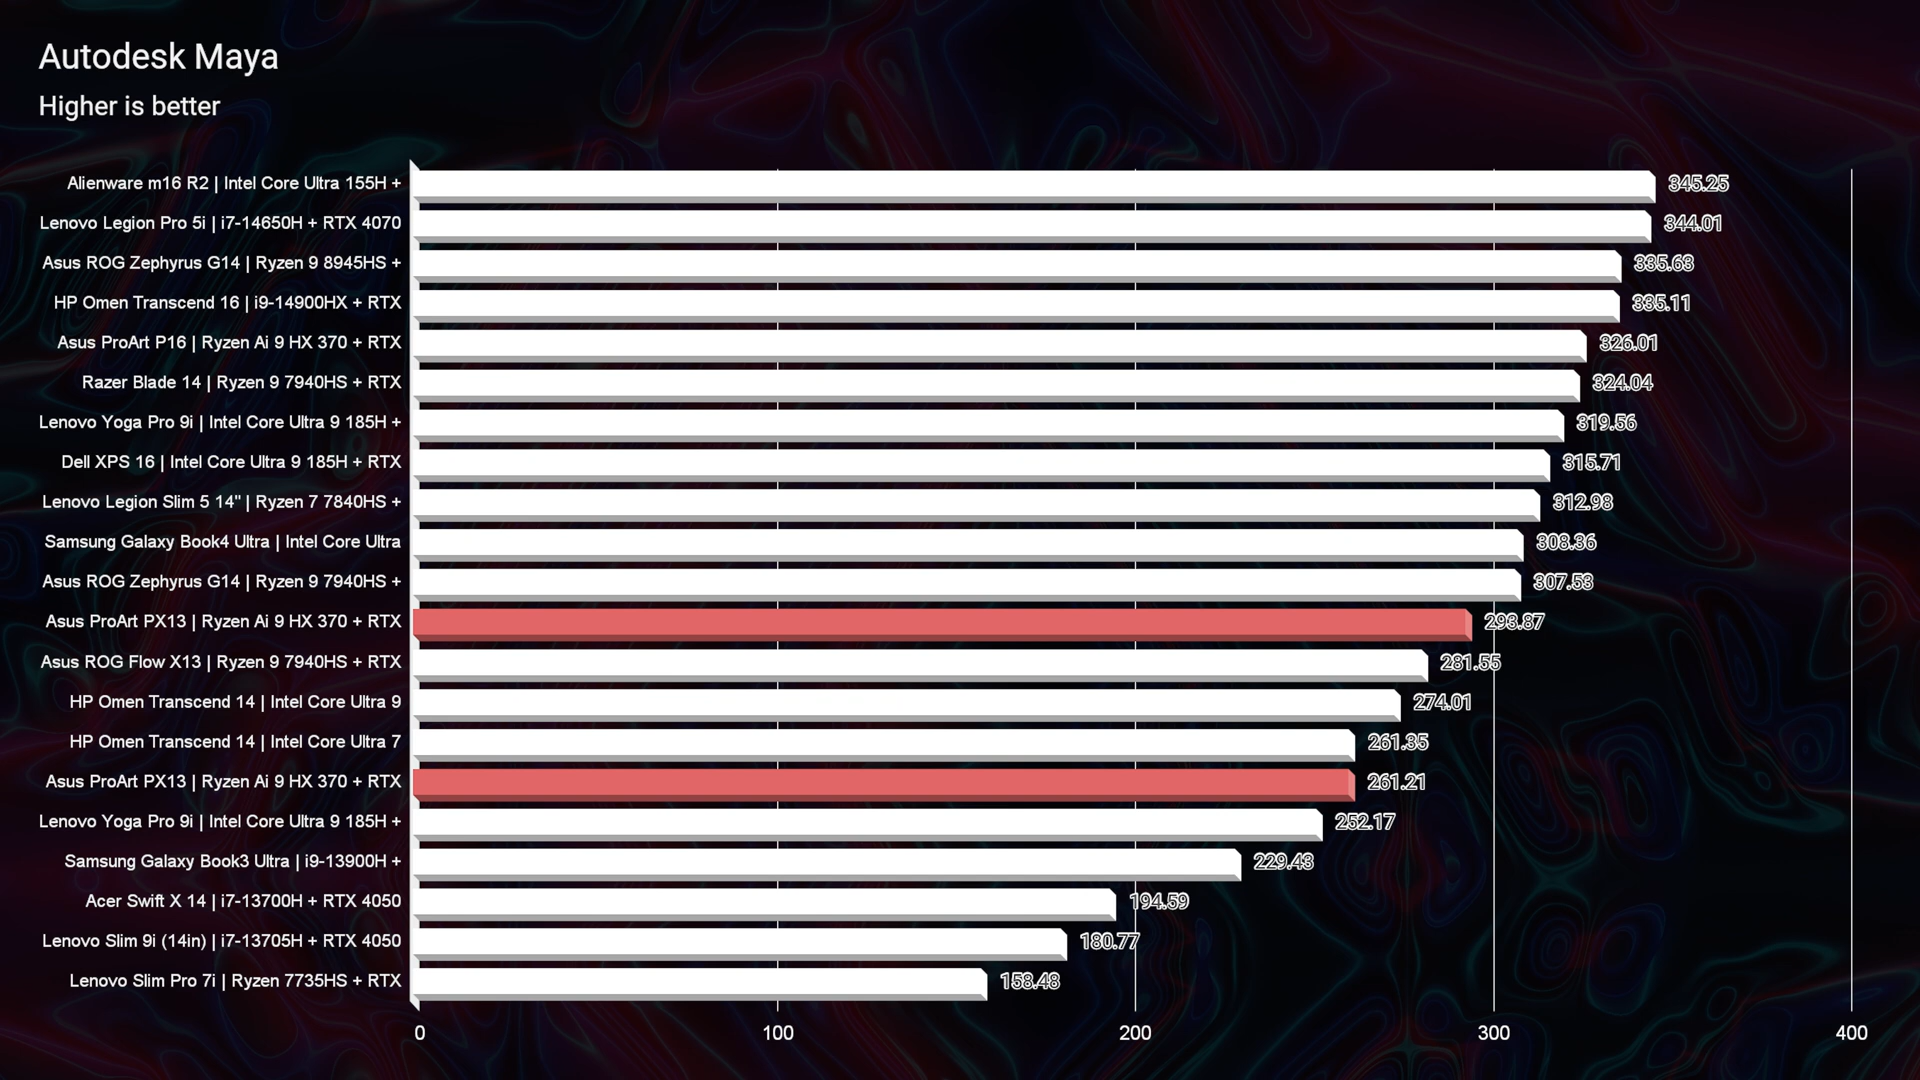 Autodesk Maya
Higher is better
Alienware m16 R2 | Intel Core Ultra 155H + 345.25
Lenovo Legion Pro 5i | i7-14650H + RTX 4070 344.01
Asus ROG Zephyrus G14 | Ryzen 9 8945HS + 335.63
HP Omen Transcend 16 | i9-14900HX + RTX 335.11
Asus ProArt P16 | Ryzen Ai 9 HX 370 + RTX 326.01
Razer Blade 14 | Ryzen 9 7940HS + RTX 324.04
Lenovo Yoga Pro 9i | Intel Core Ultra 9 185H + 319.56
Dell XPS 16 | Intel Core Ultra 9 185H + RTX 315.71
Lenovo Legion Slim 5 14" | Ryzen 7 7840HS + 312.98
Samsung Galaxy Book4 Ultra | Intel Core Ultra 308.36
Asus ROG Zephyrus G14 | Ryzen 9 7940HS + 307.53
Asus ProArt PX13 | Ryzen Ai 9 HX 370 + RTX 293.87
Asus ROG Flow X13 | Ryzen 9 7940HS + RTX 281.55
HP Omen Transcend 14 | Intel Core Ultra 9 274.01
HP Omen Transcend 14 | Intel Core Ultra 7 261.35
Asus ProArt PX13 | Ryzen Ai 9 HX 370 + RTX 261.21
Lenovo Yoga Pro 9i | Intel Core Ultra 9 185H + 252.17
Samsung Galaxy Book3 Ultra | i9-13900H + 229.43
Acer Swift X 14 | i7-13700H + RTX 4050 194.59
Lenovo Slim 9i (14in) | i7-13705H + RTX 4050 180.77
Lenovo Slim Pro 7i | Ryzen 7735HS + RTX 158.48
0 100 200 300 400